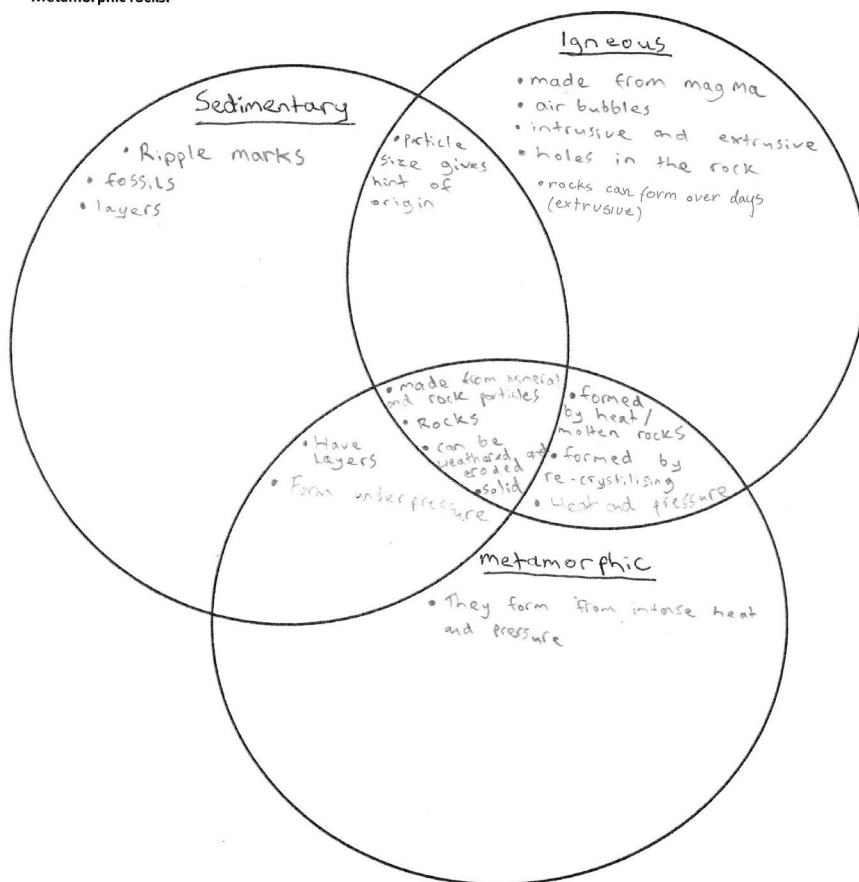 metamorphic rocks.
Igneous
• made from magma
• air bubbles
• intrusive and extrusive
• holes in the rock
• rocks can form over days
(extrusive)
Sedimentary
• Ripple marks
• fossils
• layers
• particle
size gives
hint of
origin
• made from mineral
and rock particles
• Rocks
• can be
weathered and
eroded
• solid
• formed
by heat/
molten rocks
• formed by
re-crystilising
• Heat and pressure
• Have
Layers
• Form under pressure
metamorphic
• They form from intense heat
and pressure